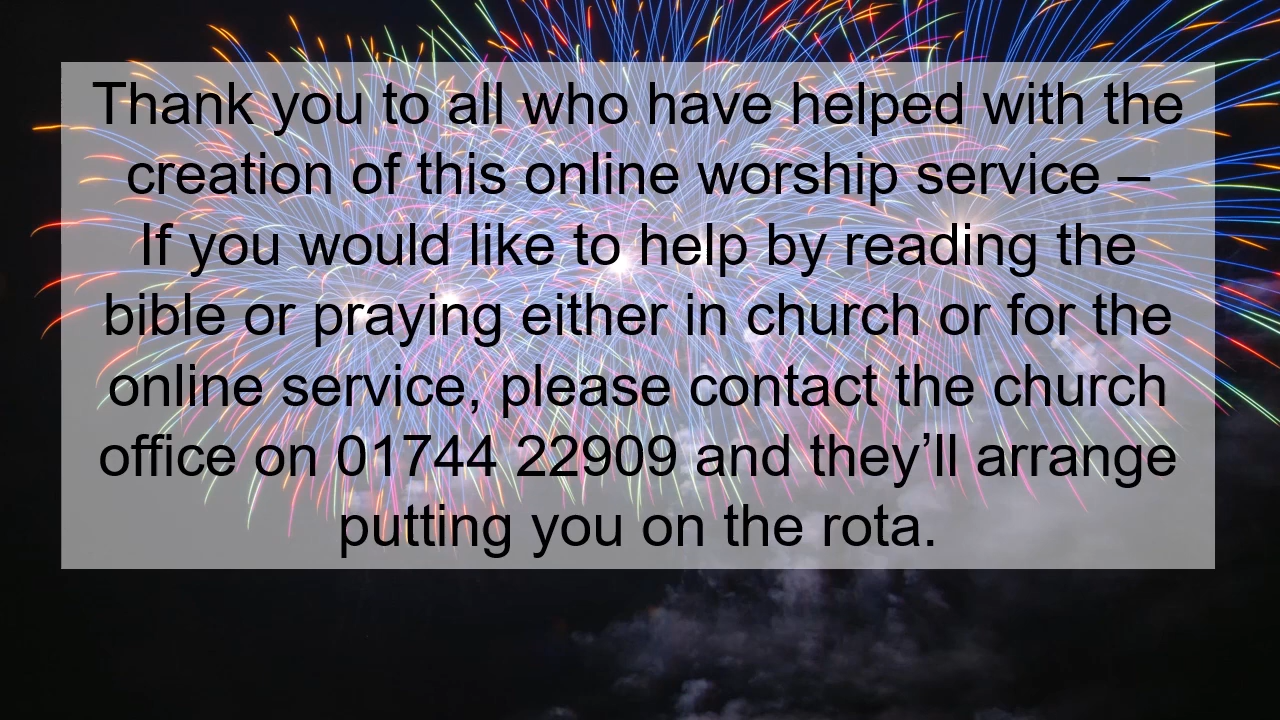 Thank you to all who have helped with the
creation of this online worship service –
If you would like to help by reading the
bible or praying either in church or for the
online service, please contact the church
office on 01744 22909 and they’ll arrange
putting you on the rota.